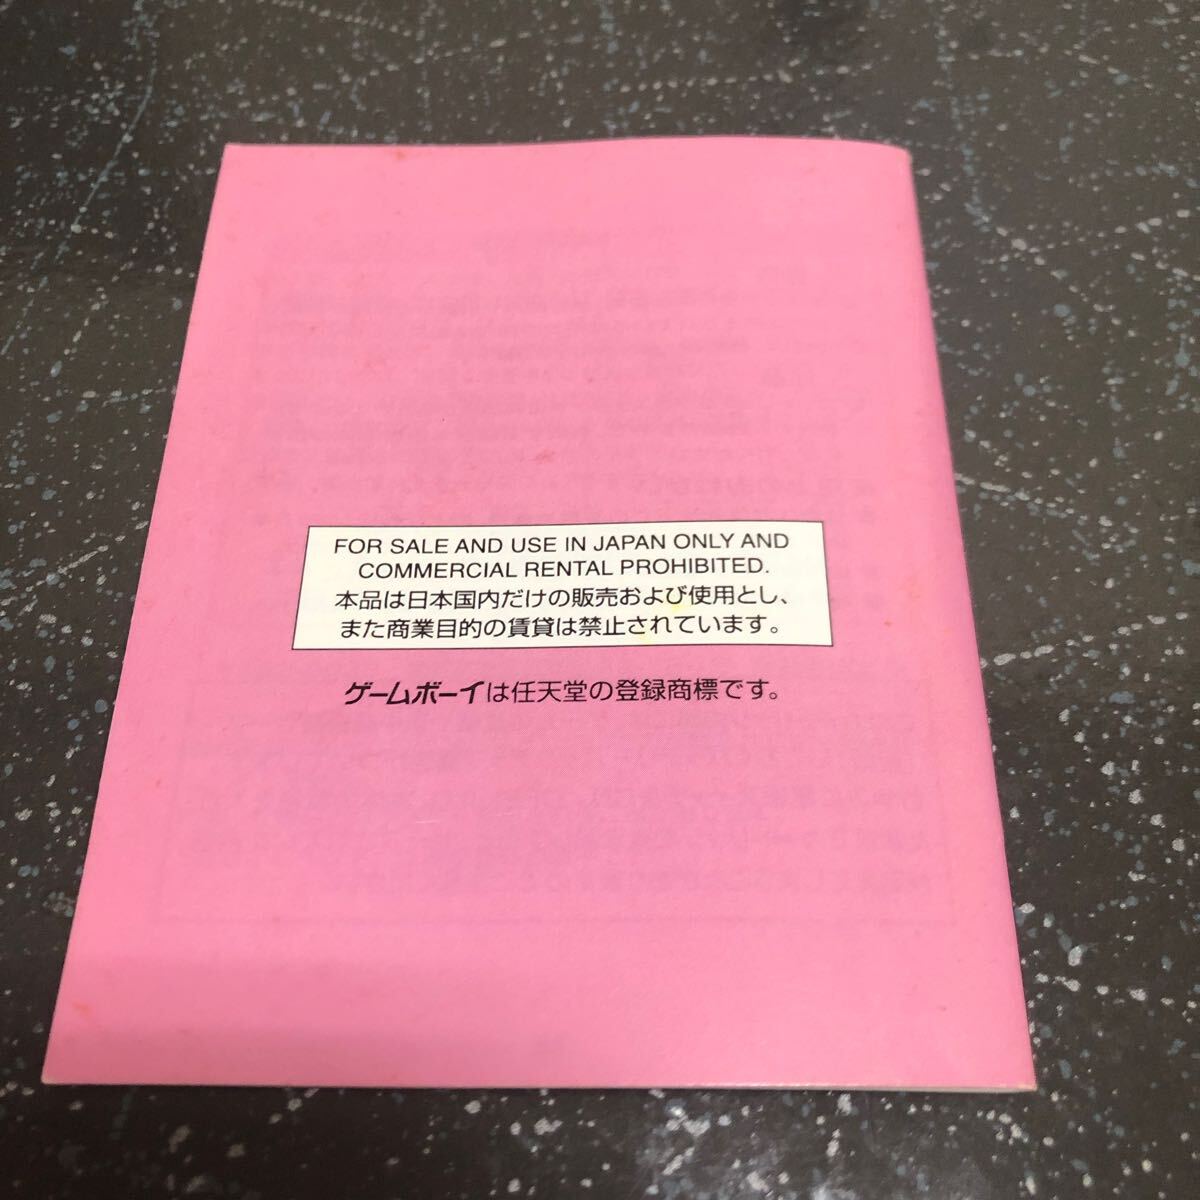 FOR SALE AND USE IN JAPAN ONLY AND
COMMERCIAL RENTAL PROHIBITED.
本品は日本国内だけの販売および使用とし、
また商業目的の賃貸は禁止されています。
ゲームボーイは任天堂の登録商標です。